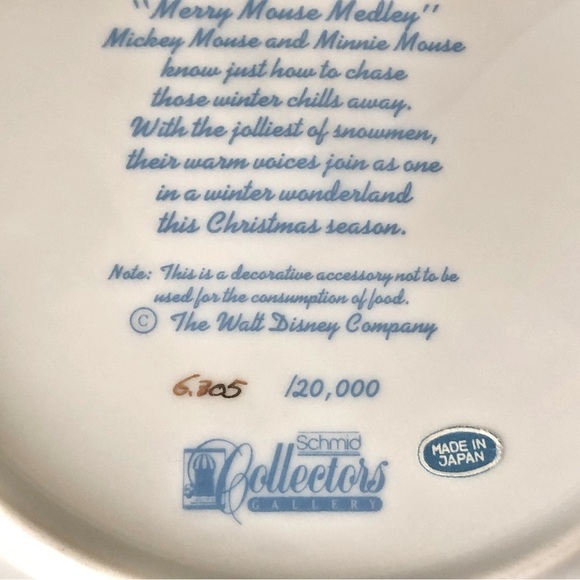 "Merry Mouse Medley"
Mickey Mouse and Minnie Mouse
know just how to chase
those winter chills away.
With the jolliest of snowmen,
their warm voices join as one
in a winter wonderland
this Christmas season.
Note: This is a decorative accessory not to be
used for the consumption of food.
© The Walt Disney Company
6.305 /20,000
Schmid
Collectors
GALLERY
MADE IN
JAPAN